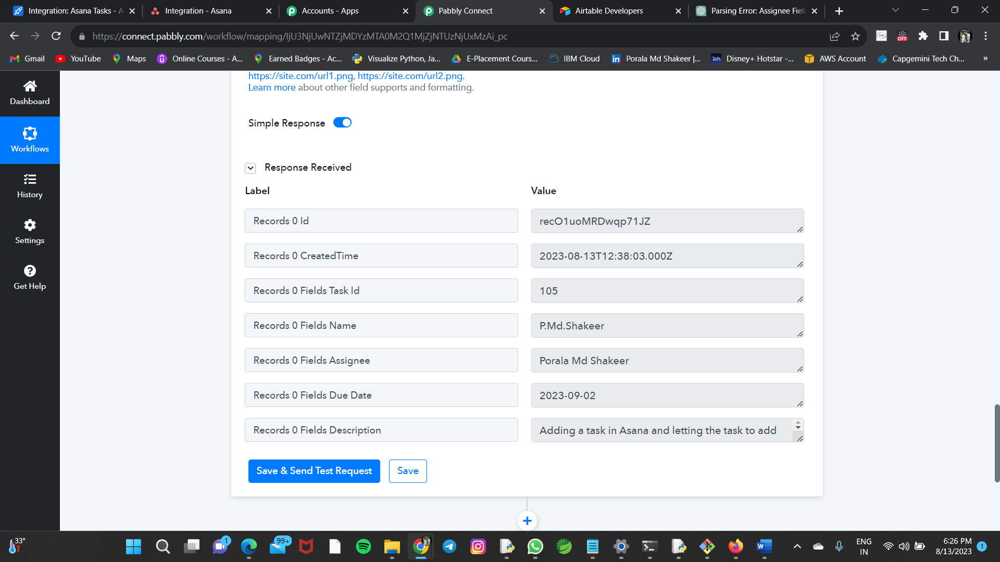 Integration: Asana Tasks - A
Integration - Asana
Accounts - Apps
Pabbly Connect
Airtable Developers
Parsing Error: Assignee Fiel
https://connect.pabbly.com/workflow/mapping/IjU3NjUwNTZjMDYzMTA0M2Q1MjZjNTUzNjUxMzAi_pc
OFF
Gmail
YouTube
Maps
Online Courses - A...
Earned Badges - Ac...
Visualize Python, Ja...
E-Placement Cours...
IBM Cloud
Porala Md Shakeer |...
Disney+ Hotstar -...
AWS Account
Capgemini Tech Ch...
»
https://site.com/url1.png, https://site.com/url2.png.
Learn more about other field supports and formatting.
Dashboard
Workflows
History
Settings
Get Help
Simple Response
Response Received
Label
Value
Records 0 Id
recO1uoMRDwqp71JZ
Records 0 CreatedTime
2023-08-13T12:38:03.000Z
Records 0 Fields Task Id
105
Records 0 Fields Name
P.Md.Shakeer
Records 0 Fields Assignee
Porala Md Shakeer
Records 0 Fields Due Date
2023-09-02
Records 0 Fields Description
Adding a task in Asana and letting the task to add
Save & Send Test Request
Save
33°
1
99+
ENG
IN
6:26 PM
8/13/2023
1